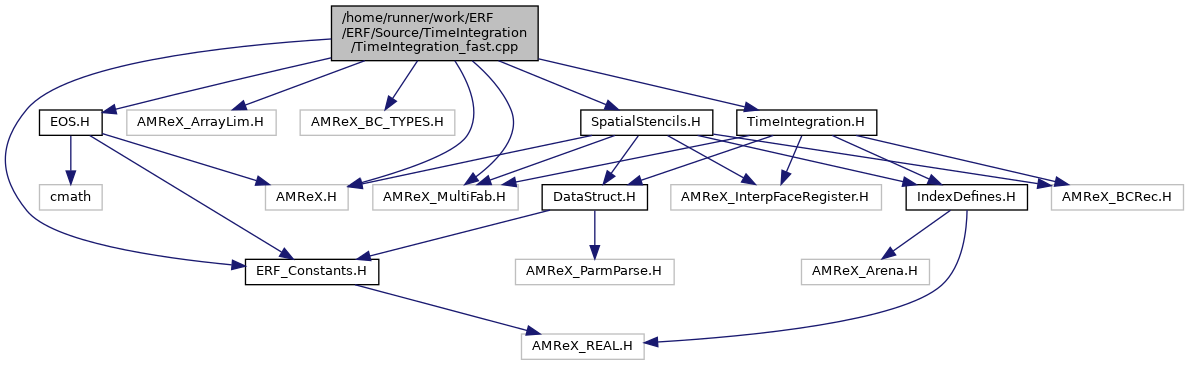 /home/runner/work/ERF
/ERF/Source/TimeIntegration
/TimeIntegration_fast.cpp
EOS.H
AMReX_ArrayLim.H
AMReX_BC_TYPES.H
SpatialStencils.H
TimeIntegration.H
cmath
AMReX.H
AMReX_MultiFab.H
DataStruct.H
AMReX_InterpFaceRegister.H
IndexDefines.H
AMReX_BCRec.H
ERF_Constants.H
AMReX_ParmParse.H
AMReX_Arena.H
AMReX_REAL.H